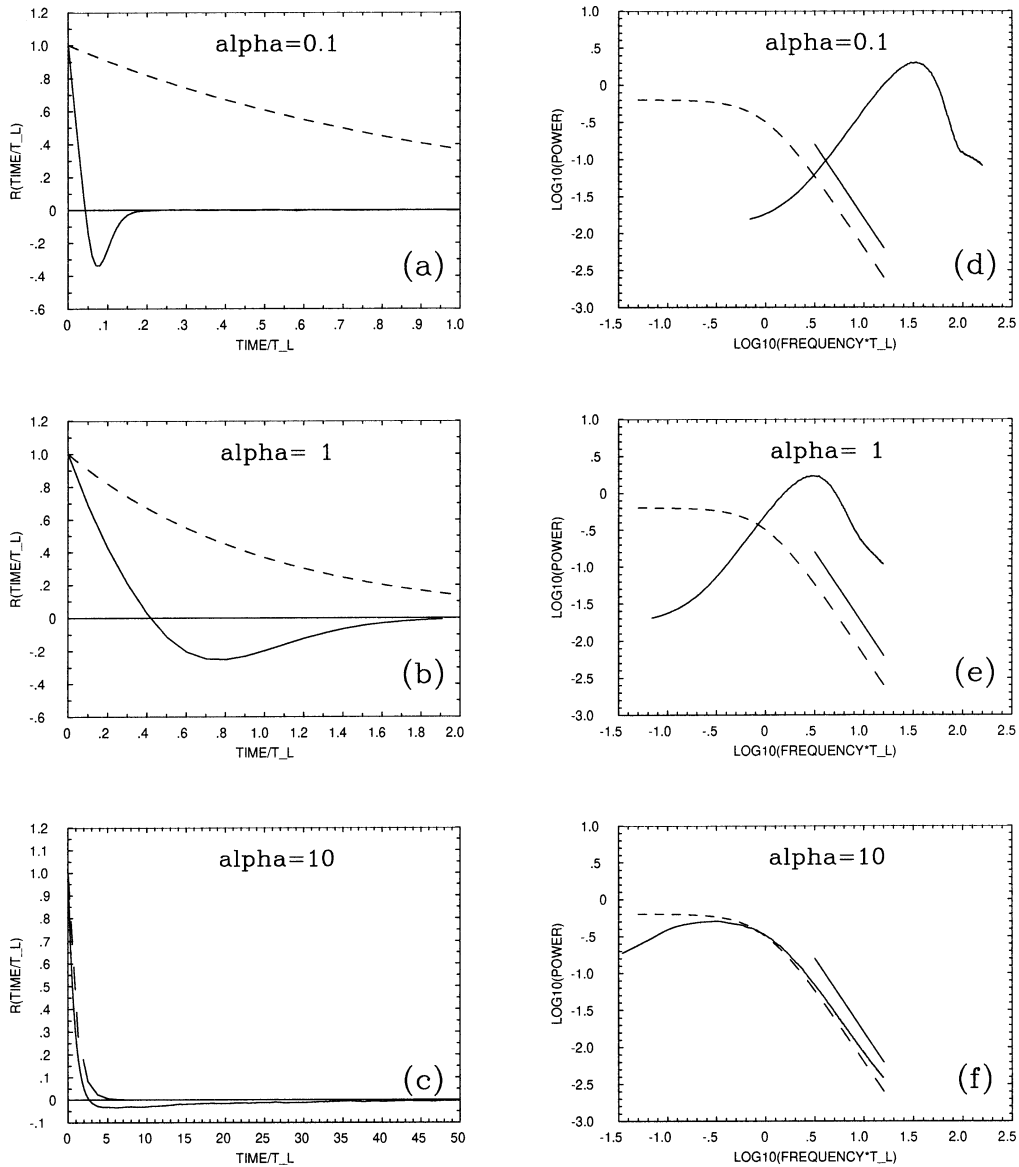 alpha=0.1
R(TIME/T_L)
1.2
1.0
.8
.6
.4
.2
0
-.2
-.4
-.6
(a)
0 .1 .2 .3 .4 .5 .6 .7 .8 .9 1.0
TIME/T_L
alpha=0.1
LOG10(POWER)
1.0
.5
0
-.5
-1.0
-1.5
-2.0
-2.5
-3.0
(d)
-1.5 -1.0 -.5 0 .5 1.0 1.5 2.0 2.5
LOG10(FREQUENCY*T_L)
alpha= 1
R(TIME/T_L)
1.2
1.0
.8
.6
.4
.2
0
-.2
-.4
-.6
(b)
0 .2 .4 .6 .8 1.0 1.2 1.4 1.6 1.8 2.0
TIME/T_L
alpha= 1
LOG10(POWER)
1.0
.5
0
-.5
-1.0
-1.5
-2.0
-2.5
-3.0
(e)
-1.5 -1.0 -.5 0 .5 1.0 1.5 2.0 2.5
LOG10(FREQUENCY*T_L)
alpha=10
R(TIME/T_L)
1.2
1.1
1.0
.9
.8
.7
.6
.5
.4
.3
.2
.1
0
-.1
(c)
0 5 10 15 20 25 30 35 40 45 50
TIME/T_L
alpha=10
LOG10(POWER)
1.0
.5
0
-.5
-1.0
-1.5
-2.0
-2.5
-3.0
(f)
-1.5 -1.0 -.5 0 .5 1.0 1.5 2.0 2.5
LOG10(FREQUENCY*T_L)